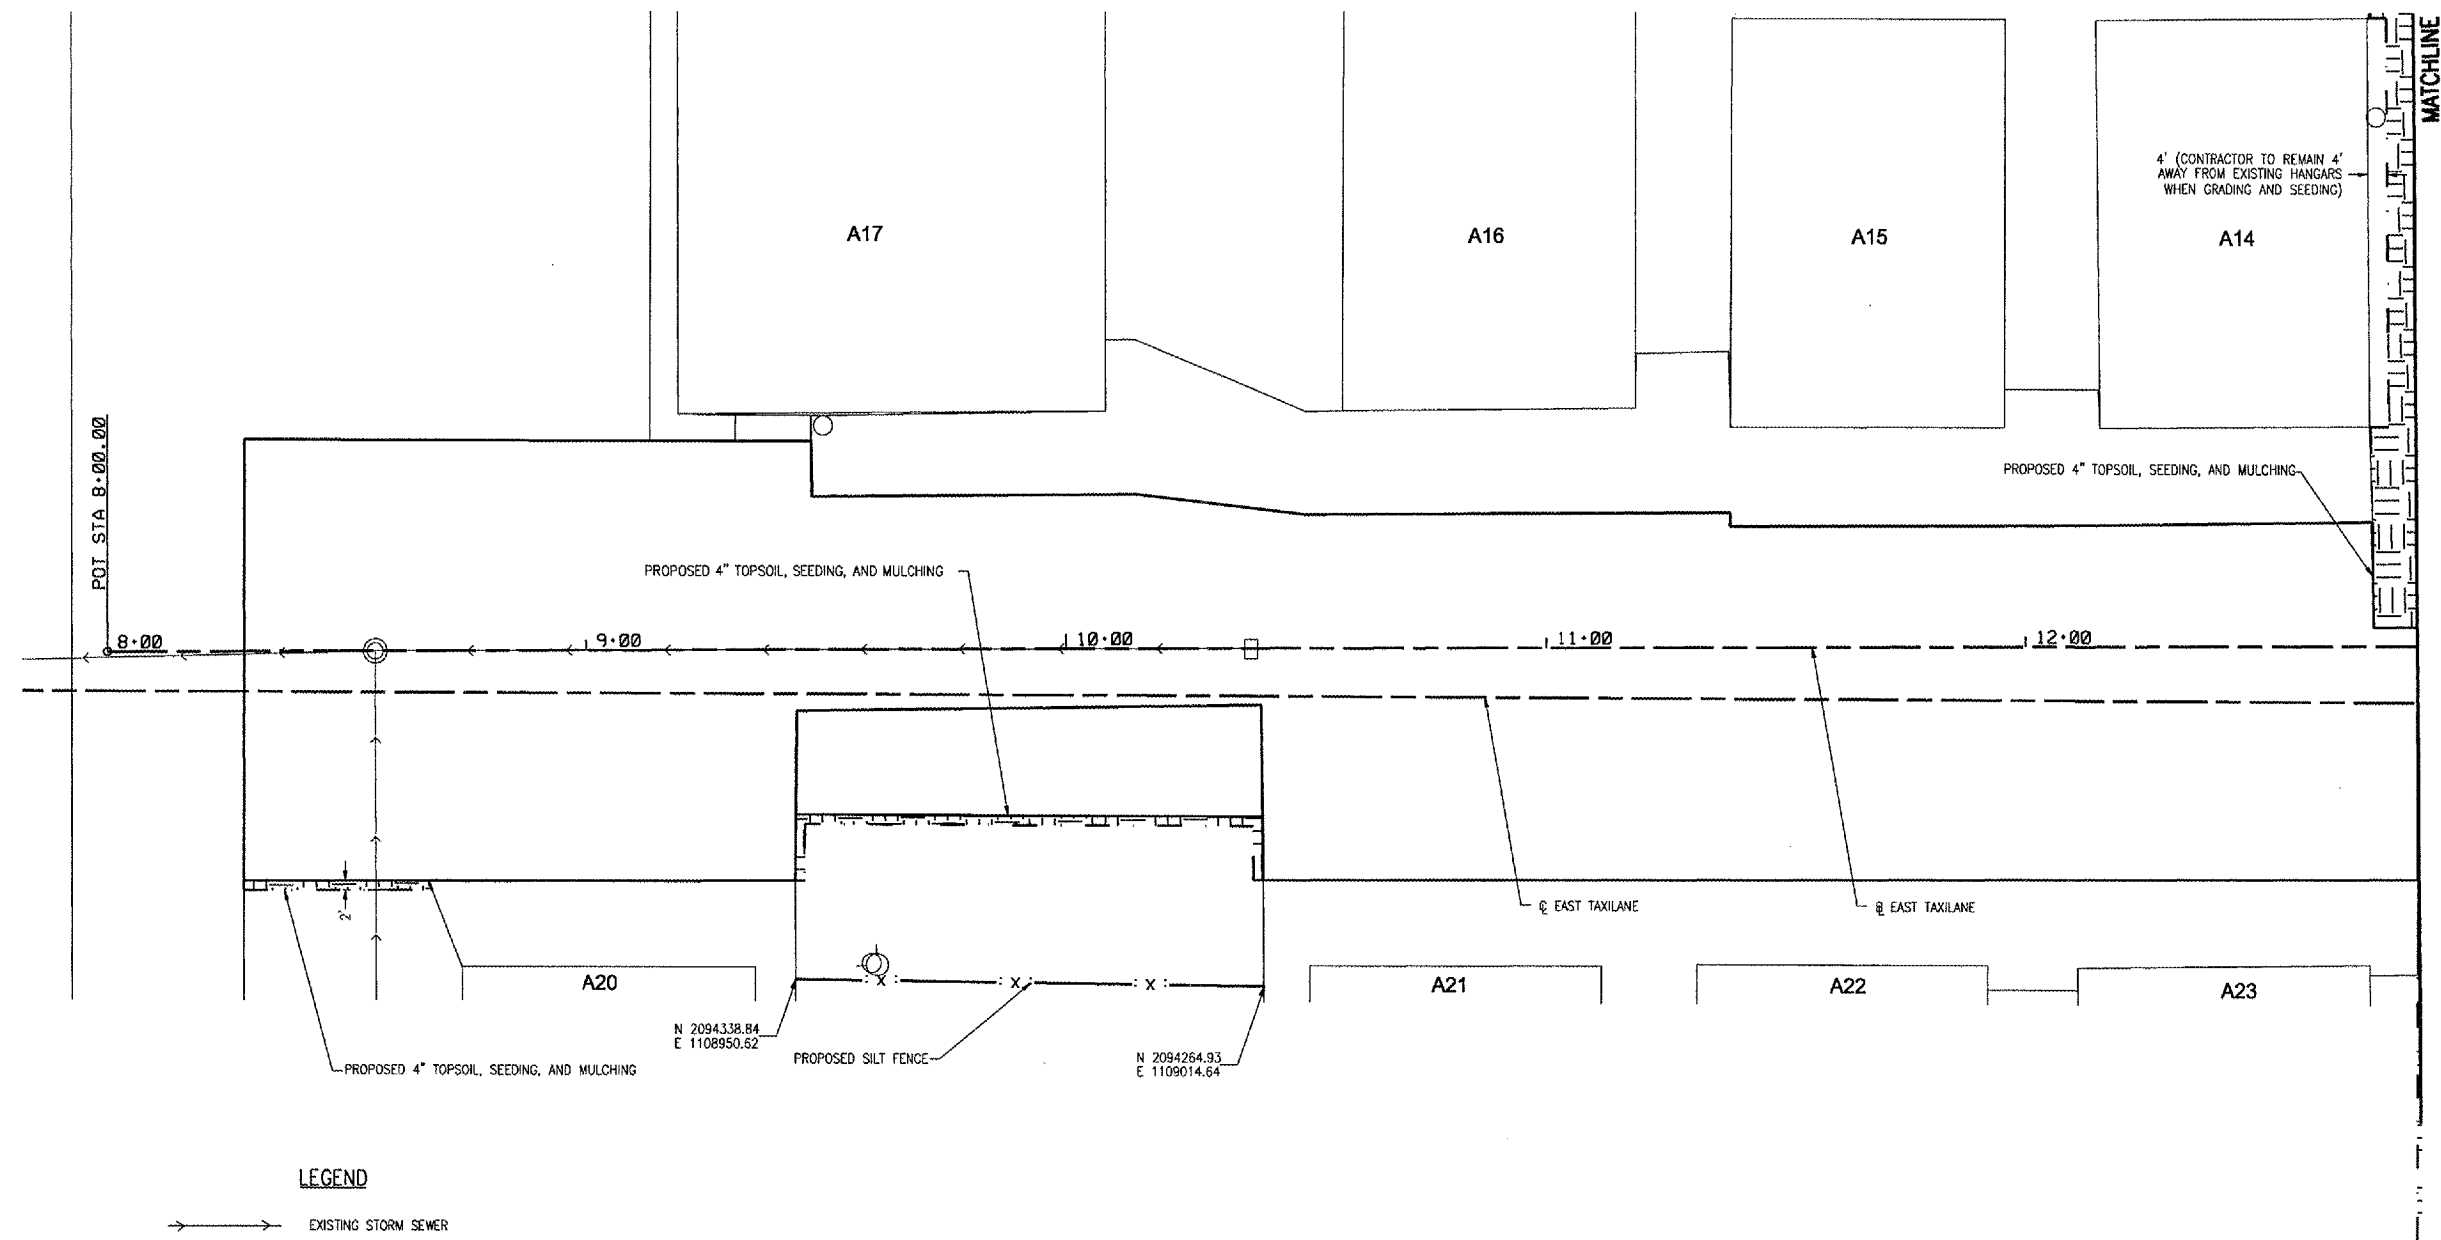 MATCHLINE
4' (CONTRACTOR TO REMAIN 4'
AWAY FROM EXISTING HANGARS
WHEN GRADING AND SEEDING)
A17
A16
A15
A14
POT STA 8+00.00
PROPOSED 4" TOPSOIL, SEEDING, AND MULCHING
PROPOSED 4" TOPSOIL, SEEDING, AND MULCHING
8+00
9+00
10+00
11+00
12+00
2'
℄ EAST TAXILANE
BL EAST TAXILANE
A20
A21
A22
A23
X
X
X
N 2094338.84
E 1108950.62
PROPOSED SILT FENCE
N 2094264.93
E 1109014.64
PROPOSED 4" TOPSOIL, SEEDING, AND MULCHING
LEGEND
EXISTING STORM SEWER